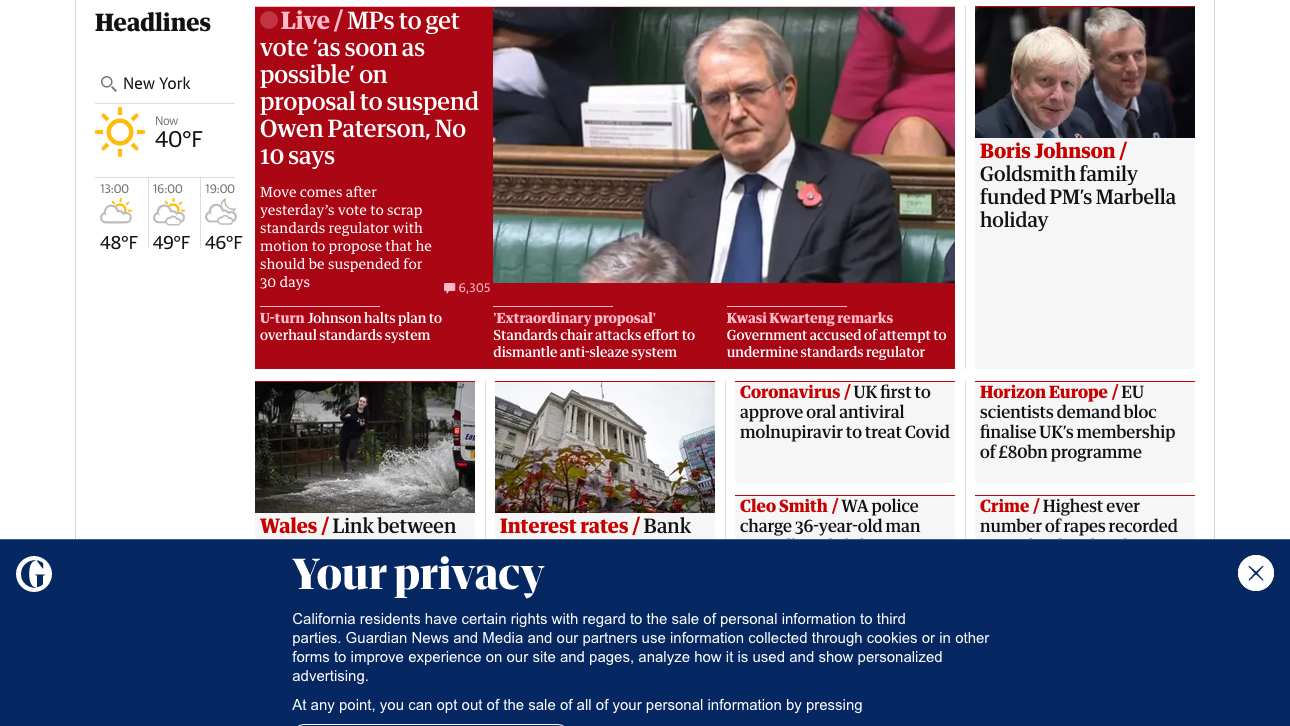 Headlines
New York
Now
40°F
13:00
16:00
19:00
48°F
49°F
46°F
Live / MPs to get
vote ‘as soon as
possible’ on
proposal to suspend
Owen Paterson, No
10 says
Move comes after
yesterday’s vote to scrap
standards regulator with
motion to propose that he
should be suspended for
30 days
6,305
U-turn Johnson halts plan to
overhaul standards system
'Extraordinary proposal'
Standards chair attacks effort to
dismantle anti-sleaze system
Kwasi Kwarteng remarks
Government accused of attempt to
undermine standards regulator
Boris Johnson /
Goldsmith family
funded PM’s Marbella
holiday
Wales / Link between
Interest rates / Bank
Coronavirus / UK first to
approve oral antiviral
molnupiravir to treat Covid
Cleo Smith / WA police
charge 36-year-old man
Horizon Europe / EU
scientists demand bloc
finalise UK’s membership
of £80bn programme
Crime / Highest ever
number of rapes recorded
Your privacy
California residents have certain rights with regard to the sale of personal information to third
parties. Guardian News and Media and our partners use information collected through cookies or in other
forms to improve experience on our site and pages, analyze how it is used and show personalized
advertising.
At any point, you can opt out of the sale of all of your personal information by pressing